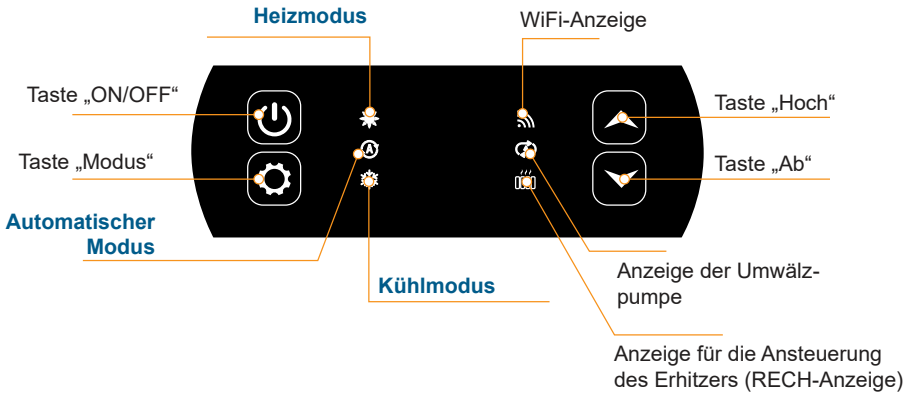 Heizmodus
WiFi-Anzeige
Taste „ON/OFF“
Taste „Hoch“
Taste „Modus“
Taste „Ab“
A
Automatischer
Modus
Kühlmodus
Anzeige der Umwälz-
pumpe
Anzeige für die Ansteuerung
des Erhitzers (RECH-Anzeige)